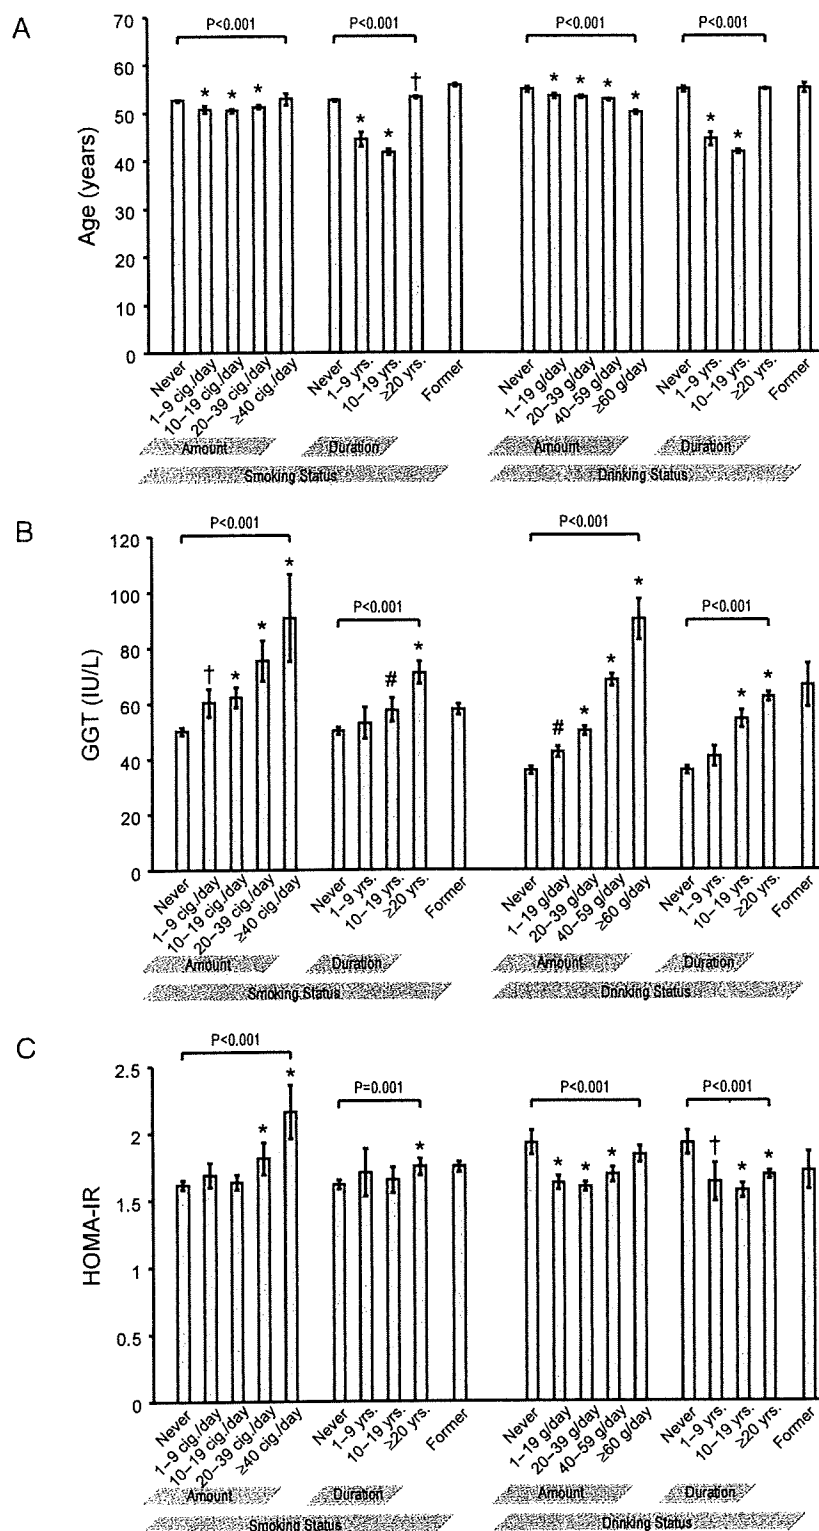 A
70
60
50
40
30
20
10
0
Age (years)
P<0.001 P<0.001 P<0.001 P<0.001
* * * * * † * * * * * *
Never 1–9 cig./day 10–19 cig./day 20–39 cig./day ≥40 cig./day Never 1–9 yrs. 10–19 yrs. ≥20 yrs. Former Never 1–19 g/day 20–39 g/day 40–59 g/day ≥60 g/day Never 1–9 yrs. 10–19 yrs. ≥20 yrs. Former
Amount Duration Amount Duration
Smoking Status Drinking Status
B
120
100
80
60
40
20
0
GGT (IU/L)
P<0.001 P<0.001 P<0.001 P<0.001
† * * * # * # * * * * *
Never 1–9 cig./day 10–19 cig./day 20–39 cig./day ≥40 cig./day Never 1–9 yrs. 10–19 yrs. ≥20 yrs. Former Never 1–19 g/day 20–39 g/day 40–59 g/day ≥60 g/day Never 1–9 yrs. 10–19 yrs. ≥20 yrs. Former
Amount Duration Amount Duration
Smoking Status Drinking Status
C
2.5
2
1.5
1
0.5
0
HOMA-IR
P<0.001 P=0.001 P<0.001 P<0.001
* * * * * * † * *
Never 1–9 cig./day 10–19 cig./day 20–39 cig./day ≥40 cig./day Never 1–9 yrs. 10–19 yrs. ≥20 yrs. Former Never 1–19 g/day 20–39 g/day 40–59 g/day ≥60 g/day Never 1–9 yrs. 10–19 yrs. ≥20 yrs. Former
Amount Duration Amount Duration
Smoking Status Drinking Status